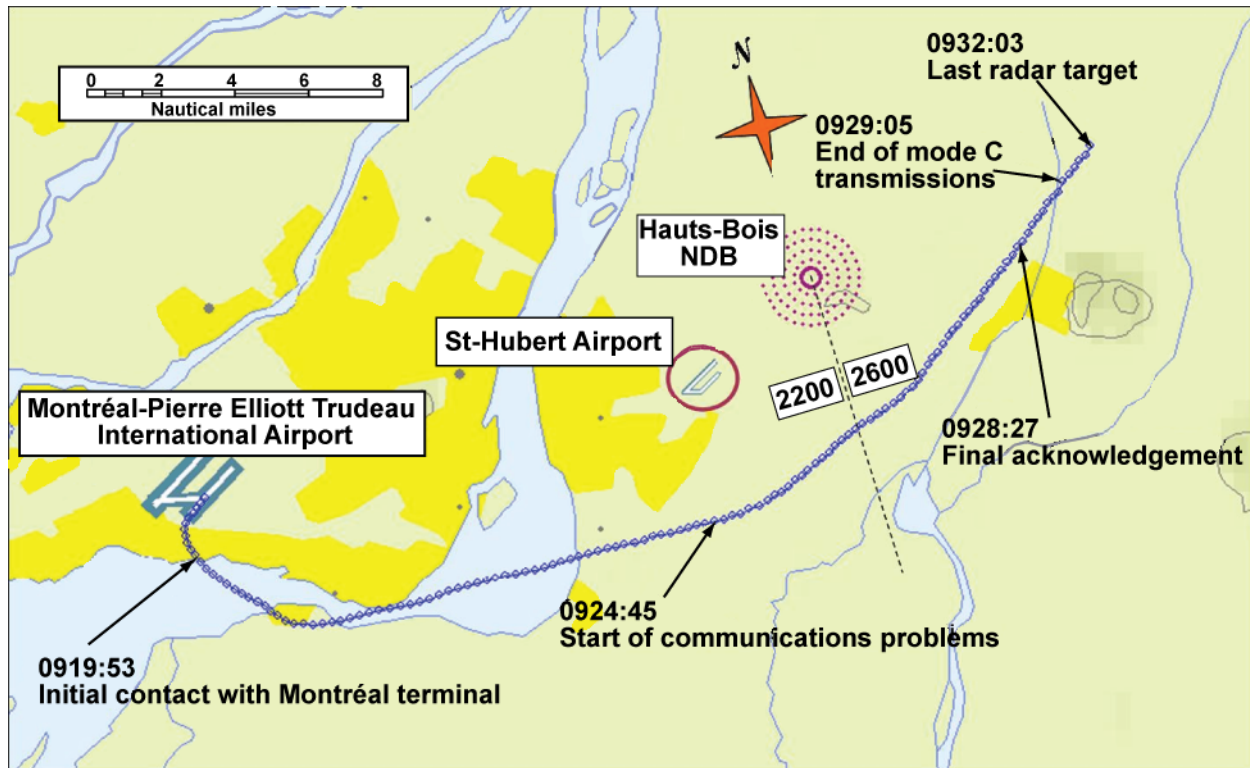 0 2 4 6 8
Nautical miles
N
0932:03
Last radar target
0929:05
End of mode C
transmissions
Hauts-Bois
NDB
St-Hubert Airport
2200 2600
Montréal-Pierre Elliott Trudeau
International Airport
0928:27
Final acknowledgement
0924:45
Start of communications problems
0919:53
Initial contact with Montréal terminal